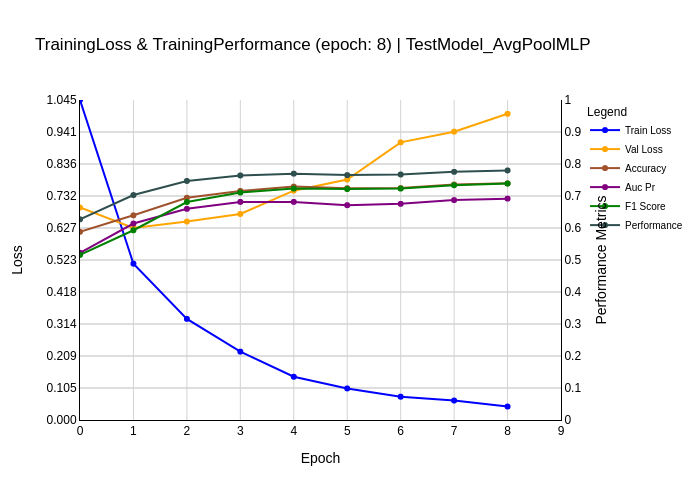 TrainingLoss & TrainingPerformance (epoch: 8) | TestModel_AvgPoolMLP
1.045
0.941
0.836
0.732
0.627
0.523
0.418
0.314
0.209
0.105
0.000
Loss
0 1 2 3 4 5 6 7 8 9
Epoch
1
0.9
0.8
0.7
0.6
0.5
0.4
0.3
0.2
0.1
0
Performance Metrics
Legend
Train Loss
Val Loss
Accuracy
Auc Pr
F1 Score
Performance